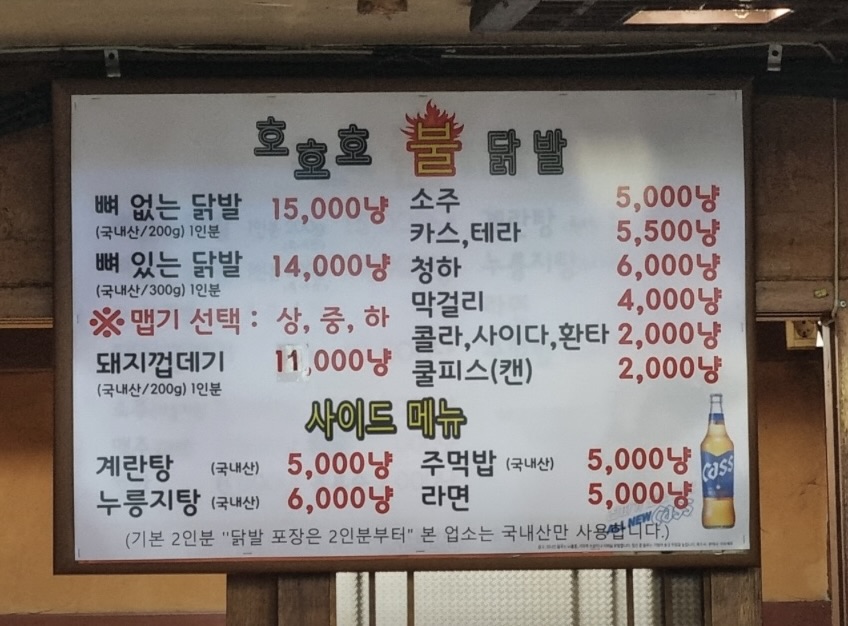 호호호 불 닭발
뼈 없는 닭발 15,000냥
(국내산/200g) 1인분
뼈 있는 닭발 14,000냥
(국내산/300g) 1인분
※ 맵기 선택 : 상, 중, 하
돼지껍데기 11,000냥
(국내산/200g) 1인분
소주 5,000냥
카스,테라 5,500냥
청하 6,000냥
막걸리 4,000냥
콜라,사이다,환타 2,000냥
쿨피스(캔) 2,000냥
사이드 메뉴
계란탕 (국내산) 5,000냥
누룽지탕 (국내산) 6,000냥
주먹밥 (국내산) 5,000냥
라면 5,000냥
Cass
ALL NEW Cass
(기본 2인분 "닭발 포장은 2인분부터" 본 업소는 국내산만 사용합니다.)